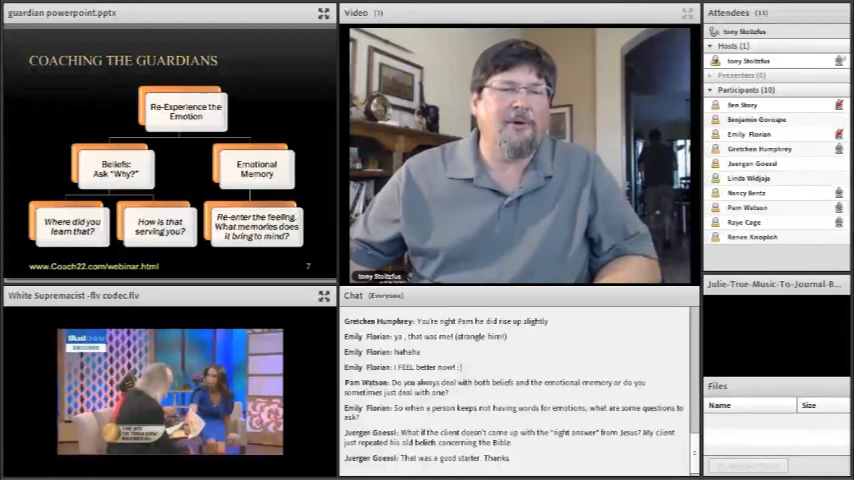 guardian powerpoint.pptx
COACHING THE GUARDIANS
Re-Experience the
Emotion
Beliefs:
Ask "Why?"
Emotional
Memory
Where did you
learn that?
How is that
serving you?
Re-enter the feeling.
What memories does
it bring to mind?
www.Coach22.com/webinar.html
7
Video (1)
tony Stoltzfus
Attendees (11)
tony Stoltzfus
Hosts (1)
tony Stoltzfus
Presenters (0)
Participants (10)
Ben Story
Benjamin Gorospe
Emily Florian
Gretchen Humphrey
Juergen Goessl
Linda Widjaja
Nancy Bentz
Pam Watson
Raye Cage
Renee Knoploh
White Supremacist -flv codec.flv
MailOnline
EXCLUSIVE
Chat (Everyone)
Gretchen Humphrey: You're right Pam he did rise up slightly
Emily Florian: ya , that was me! (strangle him!)
Emily Florian: hahaha
Emily Florian: I FEEL better now! :)
Pam Watson: Do you always deal with both beliefs and the emotional memory or do you
sometimes just deal with one?
Emily Florian: So when a person keeps not having words for emotions, what are some questions to
ask?
Juergen Goessl: What if the client doesn't come up with the "right answer" from Jesus? My client
just repeated his old beliefs concerning the Bible
Juergen Goessl: That was a good starter. Thanks.
Julie-True-Music-To-Journal-B...
Files
Name
Size